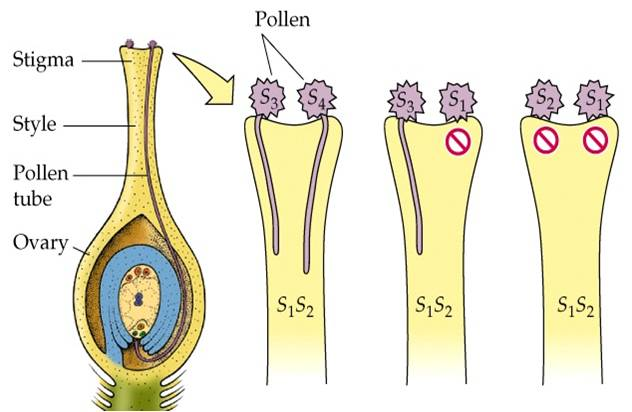 Pollen
Stigma
Style
Pollen
tube
Ovary
S3 S4
S3 S1
S2 S1
S1S2
S1S2
S1S2